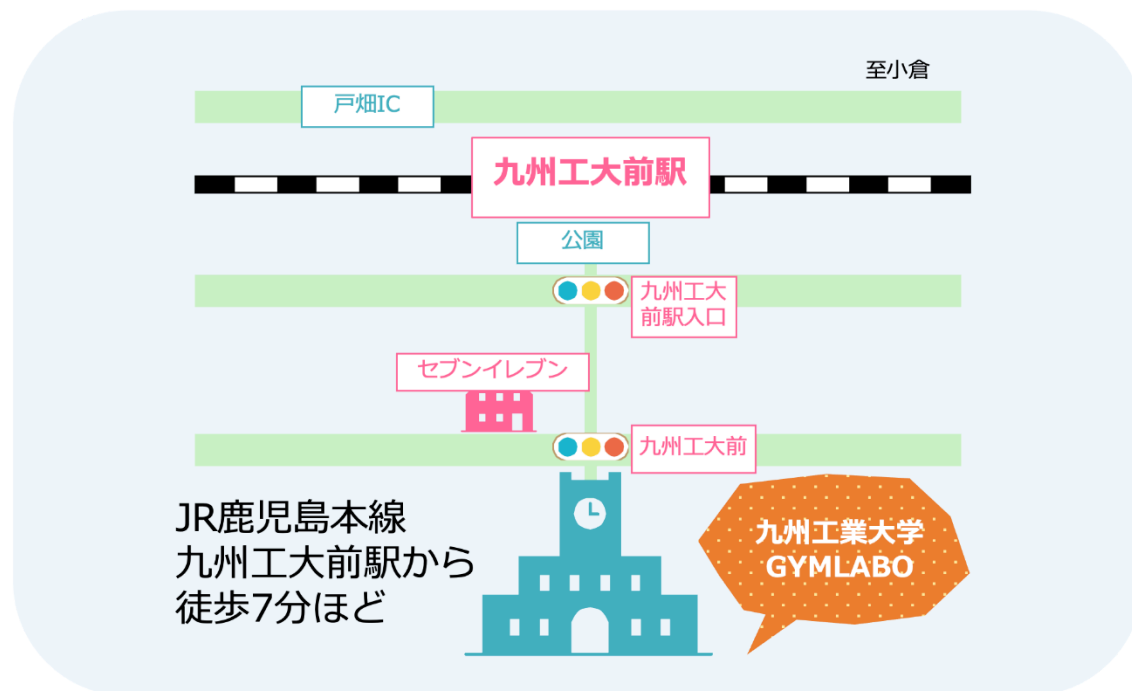 至小倉
戸畑IC
九州工大前駅
公園
九州工大
前駅入口
セブンイレブン
九州工大前
JR鹿児島本線
九州工大前駅から
徒歩7分ほど
九州工業大学
GYMLABO